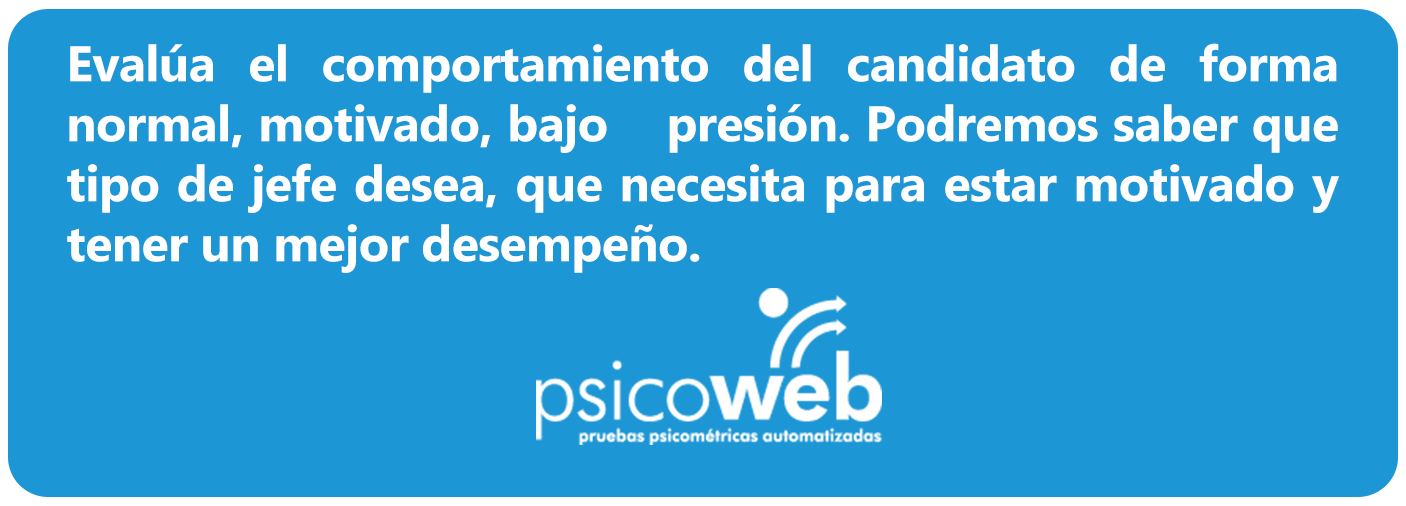 Evalúa el comportamiento del candidato de forma
normal, motivado, bajo presión. Podremos saber que
tipo de jefe desea, que necesita para estar motivado y
tener un mejor desempeño.
psicoweb
pruebas psicométricas automatizadas